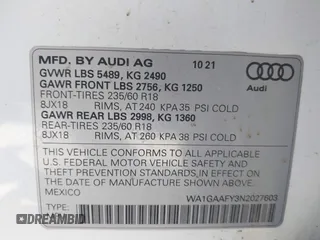 MFD. BY AUDI AG 10 21
GVWR LBS 5489, KG 2490
GAWR FRONT LBS 2756, KG 1250
FRONT-TIRES 235/60 R18
8JX18 RIMS, AT 240 KPA 35 PSI COLD
GAWR REAR LBS 2998, KG 1360
REAR-TIRES 235/60 R18
8JX18 RIMS, AT 260 KPA 38 PSI COLD
Audi
THIS VEHICLE CONFORMS TO ALL APPLICABLE
U.S. FEDERAL MOTOR VEHICLE SAFETY AND
THEFT PREVENTION STANDARDS IN EFFECT ON
THE DATE OF MANUFACTURE SHOWN ABOVE.
MPV WA1GAAFY3N2027603
MEXICO